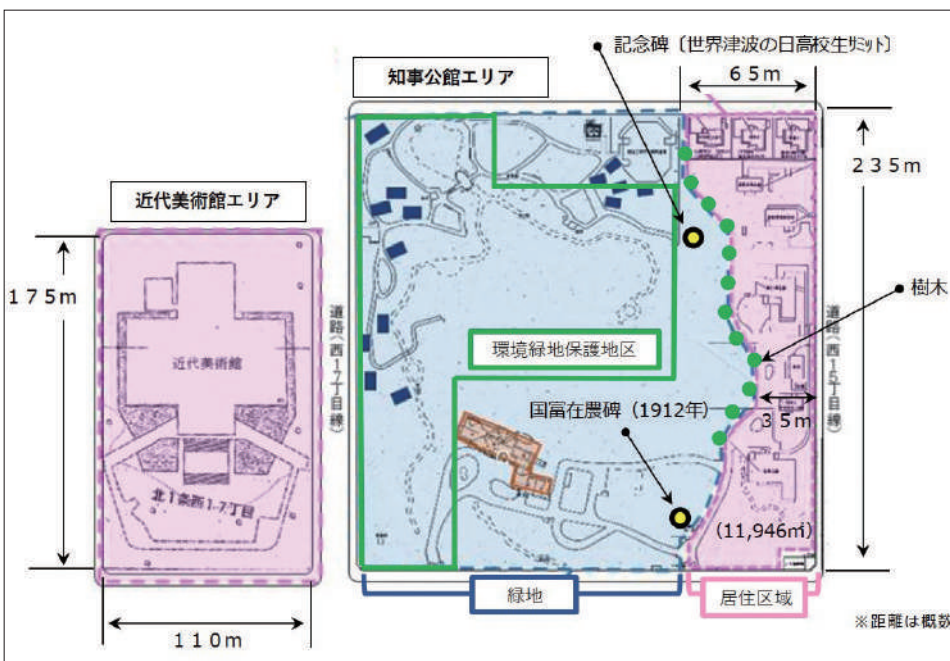 記念碑〔世界津波の日高校生サミット〕
65m
知事公館エリア
235m
近代美術館エリア
175m
道路(西17丁目線)
樹木
近代美術館
環境緑地保護地区
道路(西15丁目線)
国富在農碑（1912年）
35m
北1条西17丁目
(11,946㎡)
緑地
居住区域
110m
※距離は概数